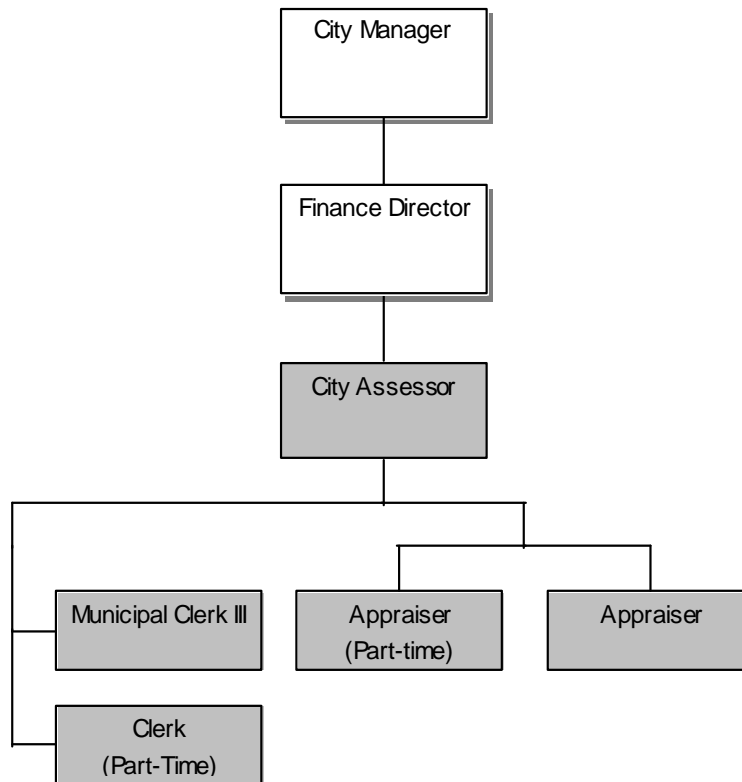 City Manager
Finance Director
City Assessor
Municipal Clerk III
Appraiser
(Part-time)
Appraiser
Clerk
(Part-Time)